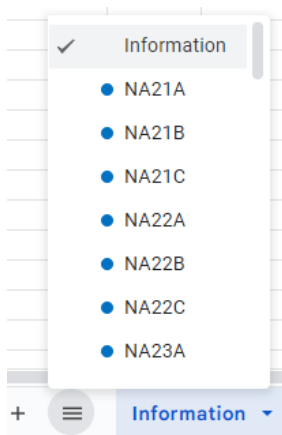 Information
NA21A
NA21B
NA21C
NA22A
NA22B
NA22C
NA23A
+ Information